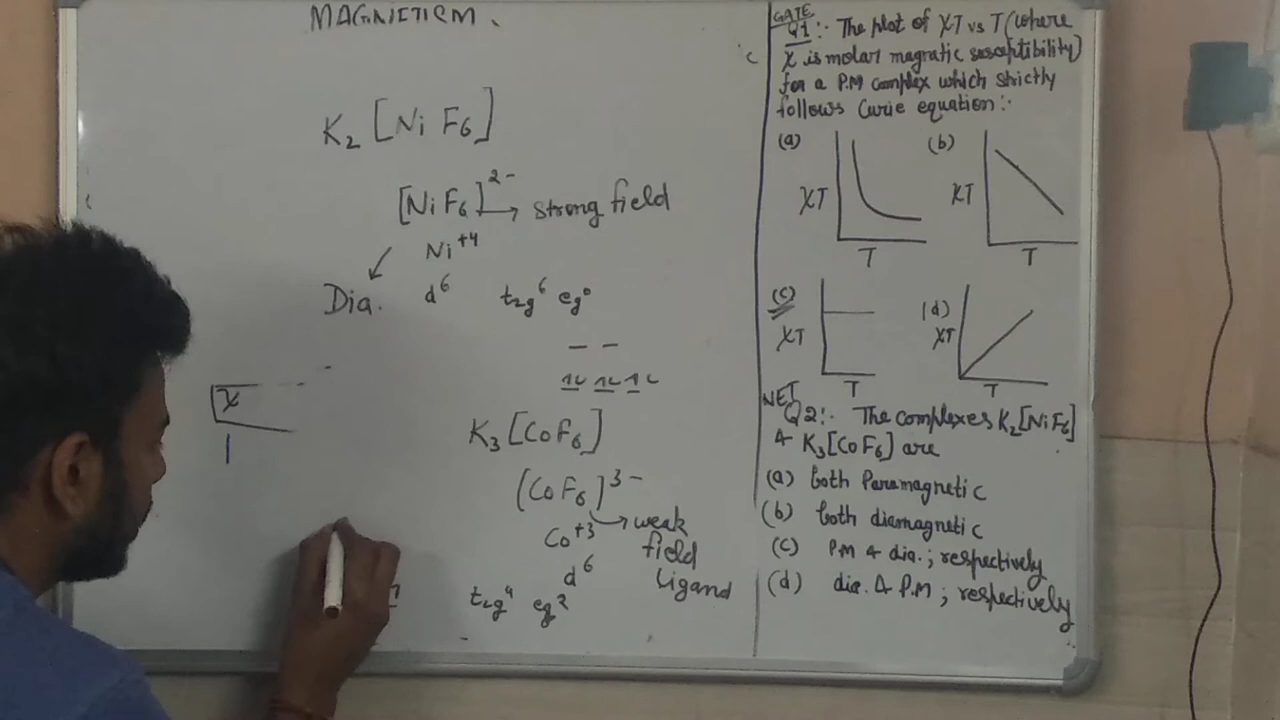 MAGNETISM
K₂[NiF₆]
[NiF₆]²⁻ → strong field
Ni⁺⁴
Dia.
d⁶ t₂g⁶ eg⁰
K₃[CoF₆]
(CoF₆)³⁻
→ weak
field
Ligand
Co⁺³
d⁶
t₂g⁴ eg²
χ
GATE
Q1:- The plot of χT vs T (where
χ is molar magnatic suseptibility)
for a P.M complex which strictly
follows Curie equation:-
(a) χT T
(b) χT T
(c) χT T
(d) χT T
NET
Q2:- The complexes K₂[NiF₆]
& K₃[CoF₆] are
(a) both Paramagnetic
(b) both diamagnetic
(c) P.M & dia.; respectively
(d) dia. & P.M; respectively